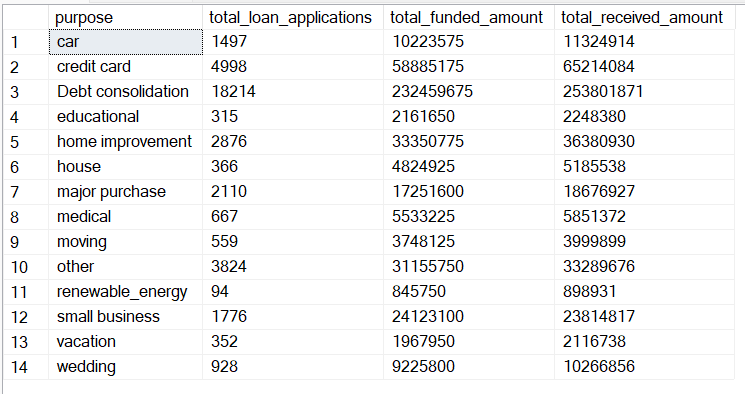 purpose total_loan_applications total_funded_amount total_received_amount
1 car 1497 10223575 11324914
2 credit card 4998 58885175 65214084
3 Debt consolidation 18214 232459675 253801871
4 educational 315 2161650 2248380
5 home improvement 2876 33350775 36380930
6 house 366 4824925 5185538
7 major purchase 2110 17251600 18676927
8 medical 667 5533225 5851372
9 moving 559 3748125 3999899
10 other 3824 31155750 33289676
11 renewable_energy 94 845750 898931
12 small business 1776 24123100 23814817
13 vacation 352 1967950 2116738
14 wedding 928 9225800 10266856